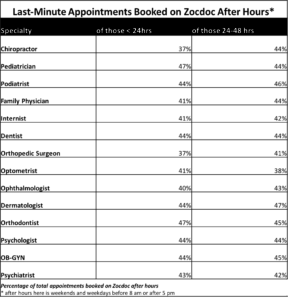 Last-Minute Appointments Booked on Zocdoc After Hours*
Specialty of those < 24hrs of those 24-48 hrs
Chiropractor 37% 44%
Pediatrician 47% 44%
Podiatrist 44% 46%
Family Physician 41% 44%
Internist 41% 42%
Dentist 44% 44%
Orthopedic Surgeon 37% 41%
Optometrist 41% 38%
Ophthalmologist 40% 43%
Dermatologist 44% 47%
Orthodontist 47% 45%
Psychologist 44% 44%
OB-GYN 44% 45%
Psychiatrist 43% 42%
Percentage of total appointments booked on Zocdoc after hours
* after hours here is weekends and weekdays before 8 am or after 5 pm